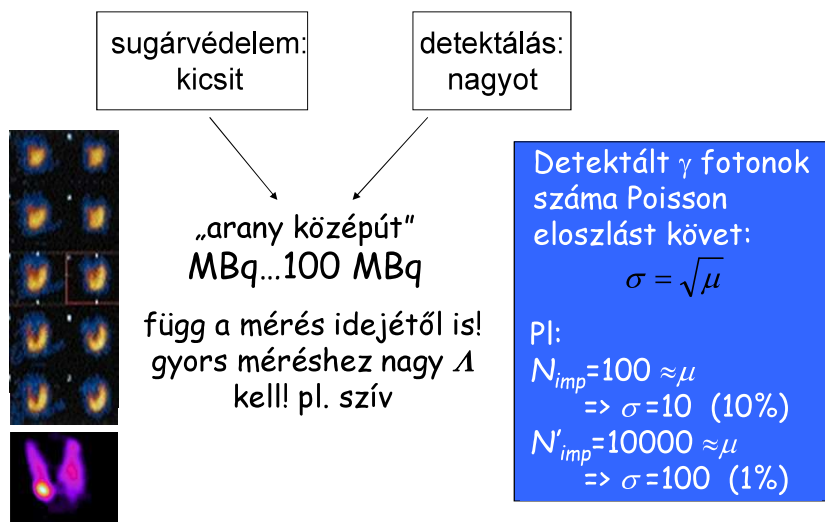 sugárvédelem:
kicsit
detektálás:
nagyot
„arany középút”
MBq…100 MBq
függ a mérés idejétől is!
gyors méréshez nagy Λ
kell! pl. szív
Detektált γ fotonok
száma Poisson
eloszlást követ:
σ = √μ
Pl:
Nimp=100 ≈μ
=> σ=10 (10%)
N'imp=10000 ≈μ
=> σ=100 (1%)